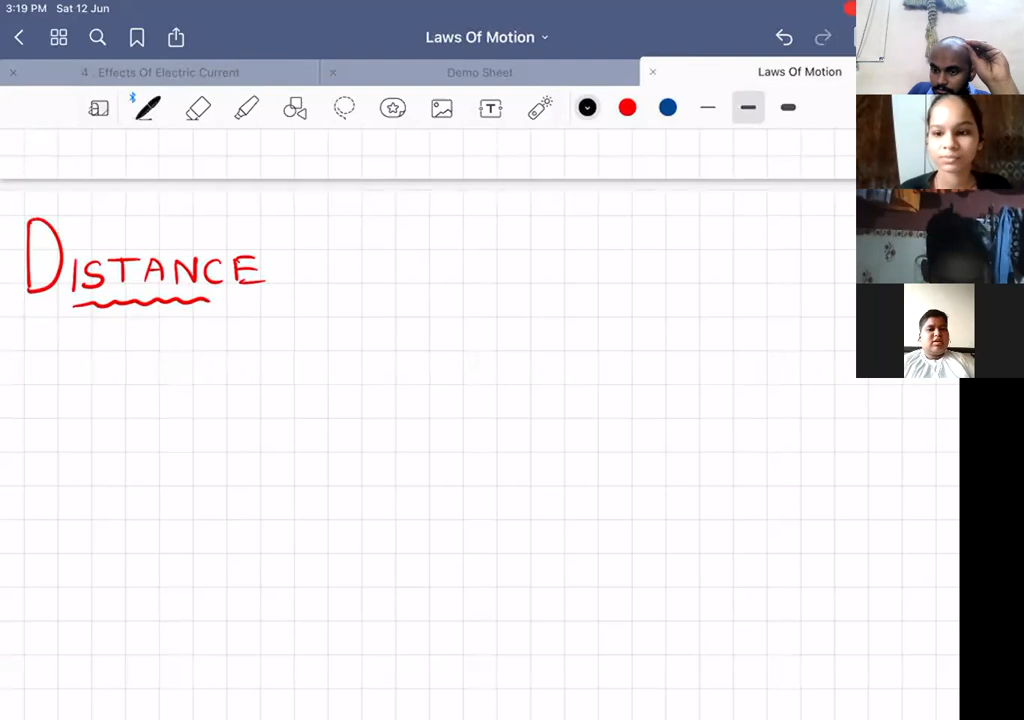 3:19 PM Sat 12 Jun
Laws Of Motion
4 . Effects Of Electric Current
Demo Sheet
Laws Of Motion
T
DISTANCE